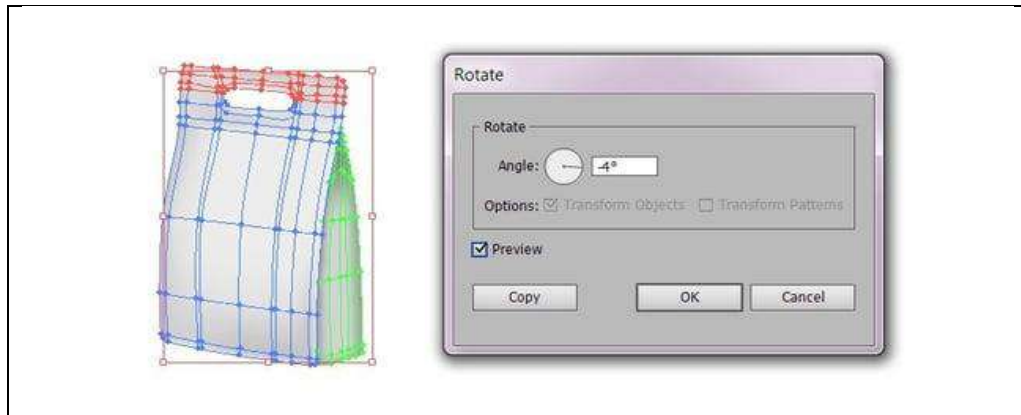 Rotate
Rotate
Angle: -4°
Options: Transform Objects Transform Patterns
Preview
Copy OK Cancel